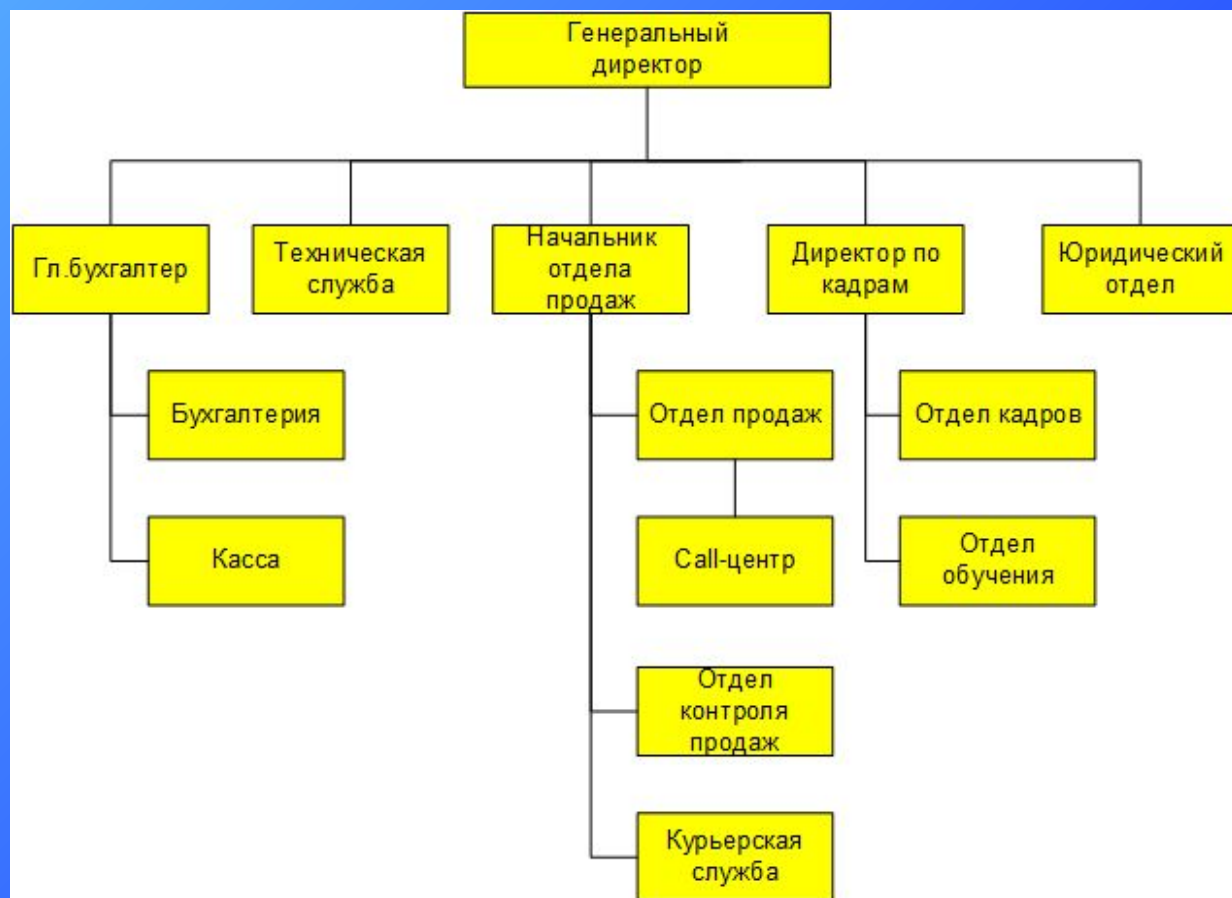 Генеральный
директор
Гл.бухгалтер
Техническая
служба
Начальник
отдела
продаж
Директор по
кадрам
Юридический
отдел
Бухгалтерия
Отдел продаж
Отдел кадров
Касса
Call-центр
Отдел
обучения
Отдел
контроля
продаж
Курьерская
служба